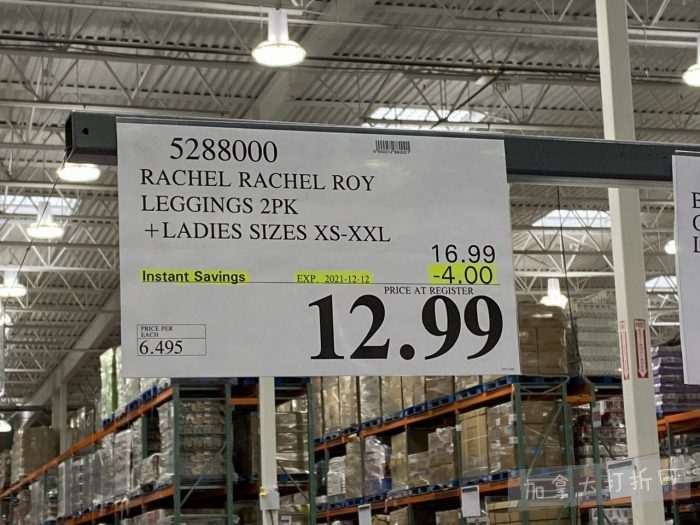 5288000
RACHEL RACHEL ROY
LEGGINGS 2PK
+LADIES SIZES XS-XXL
16.99
Instant Savings EXP. 2021-12-12 -4.00
PRICE AT REGISTER
12.99
PRICE PER
EACH
6.495
加拿大打折网